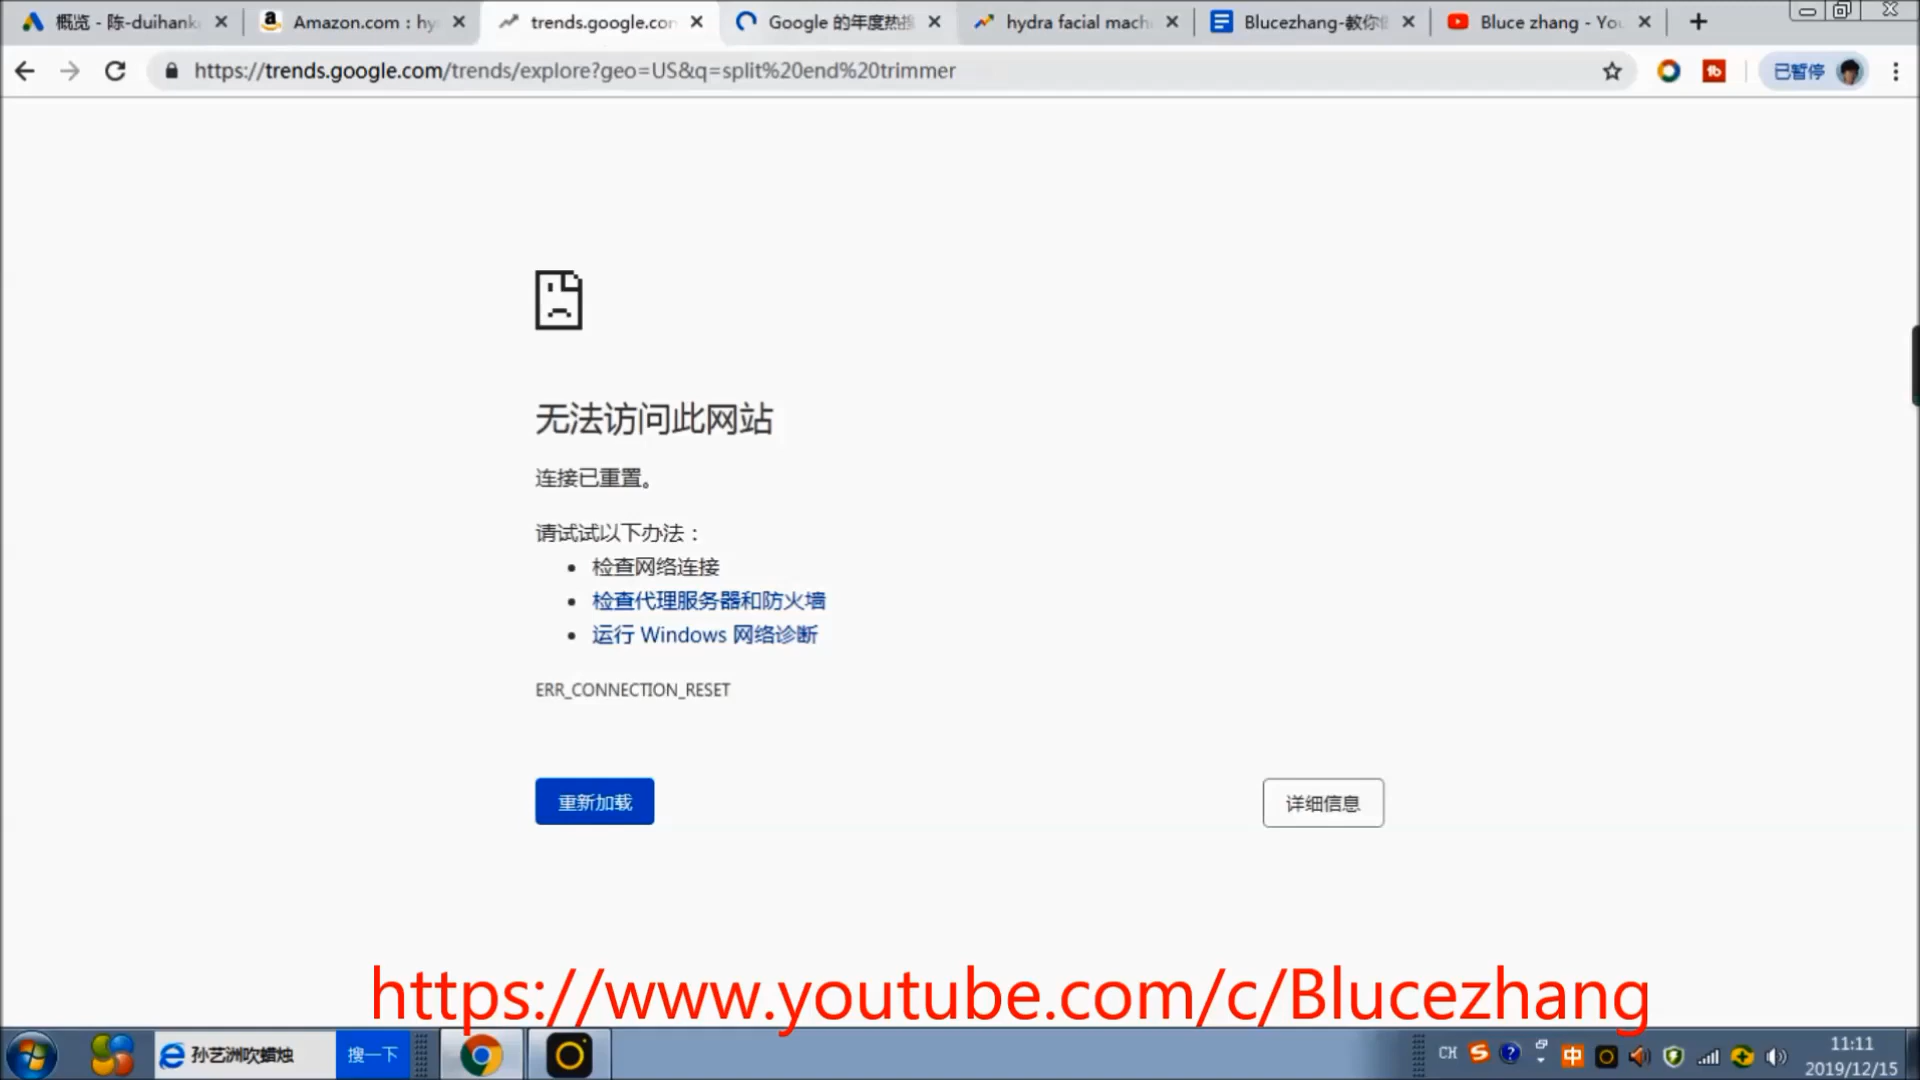 概览 - 陈-duihank
Amazon.com : hy
trends.google.con
Google 的年度热搜
hydra facial mach
Blucezhang-教你
Bluce zhang - You
https://trends.google.com/trends/explore?geo=US&q=split%20end%20trimmer
已暂停
无法访问此网站
连接已重置。
请试试以下办法：
检查网络连接
检查代理服务器和防火墙
运行 Windows 网络诊断
ERR_CONNECTION_RESET
重新加载
详细信息
https://www.youtube.com/c/Blucezhang
孙艺洲吹蜡烛
搜一下
CH
中
11:11
2019/12/15